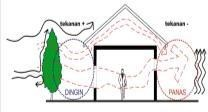 tekanan +
tekanan -
DINGIN
PANAS